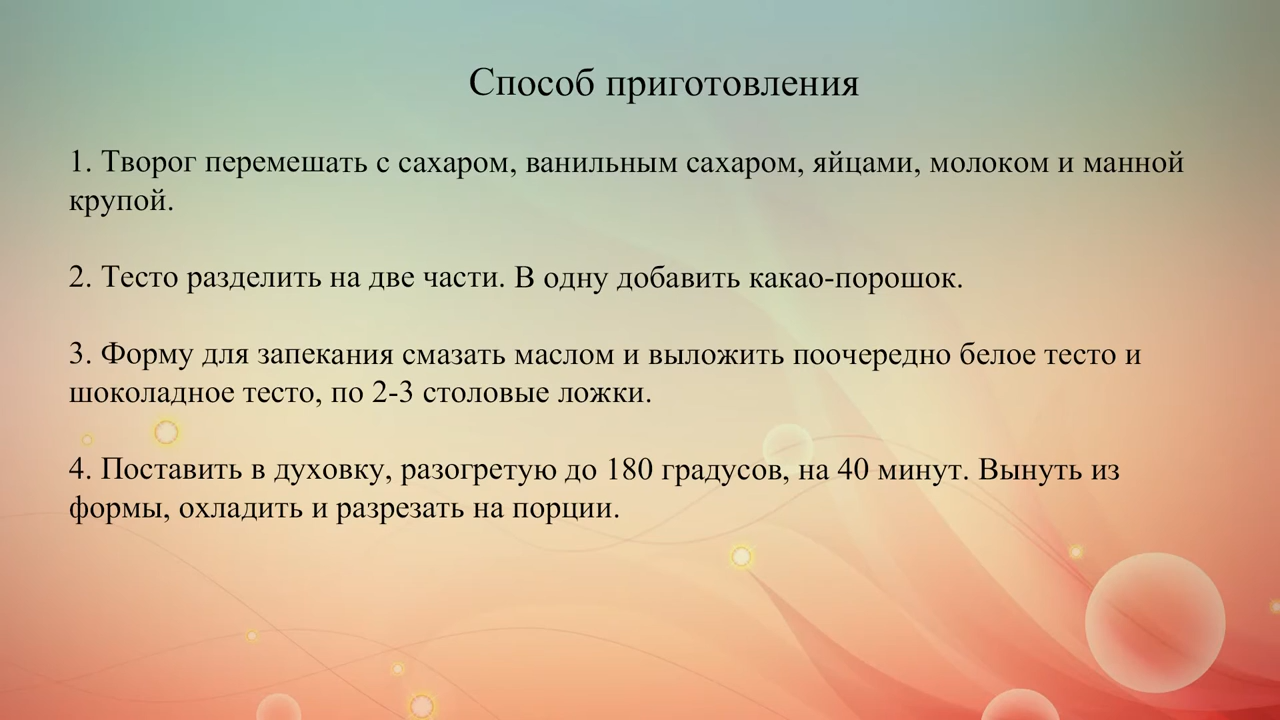 Способ приготовления
1. Творог перемешать с сахаром, ванильным сахаром, яйцами, молоком и манной
крупой.
2. Тесто разделить на две части. В одну добавить какао-порошок.
3. Форму для запекания смазать маслом и выложить поочередно белое тесто и
шоколадное тесто, по 2-3 столовые ложки.
4. Поставить в духовку, разогретую до 180 градусов, на 40 минут. Вынуть из
формы, охладить и разрезать на порции.